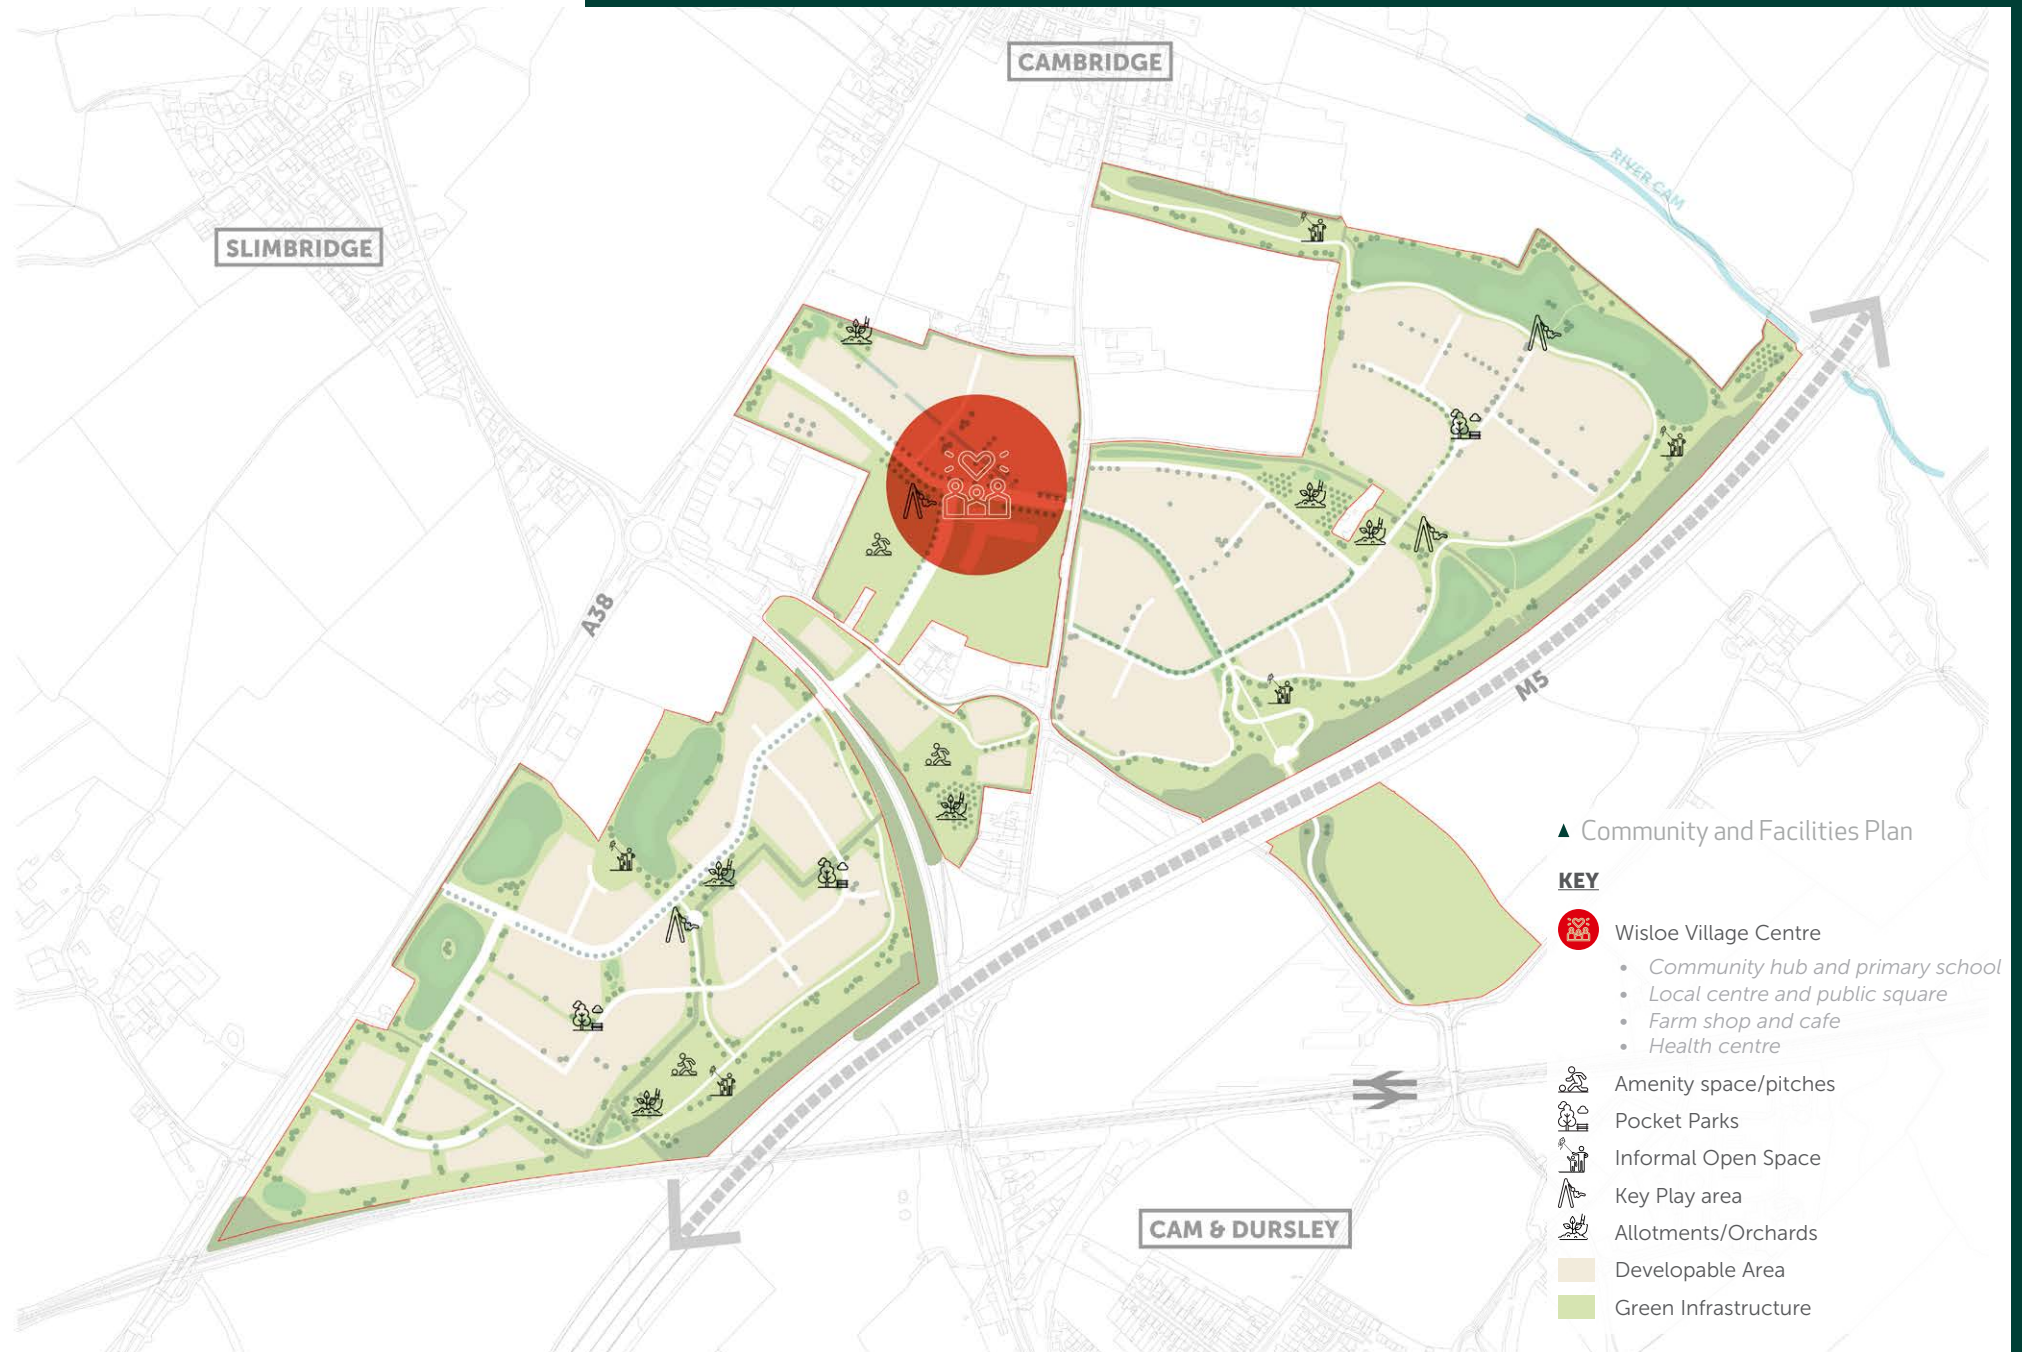 CAMBRIDGE
RIVER CAM
SLIMBRIDGE
A38
M5
Community and Facilities Plan
KEY
Wisloe Village Centre
• Community hub and primary school
• Local centre and public square
• Farm shop and cafe
• Health centre
Amenity space/pitches
Pocket Parks
Informal Open Space
Key Play area
Allotments/Orchards
Developable Area
Green Infrastructure
CAM & DURSLEY